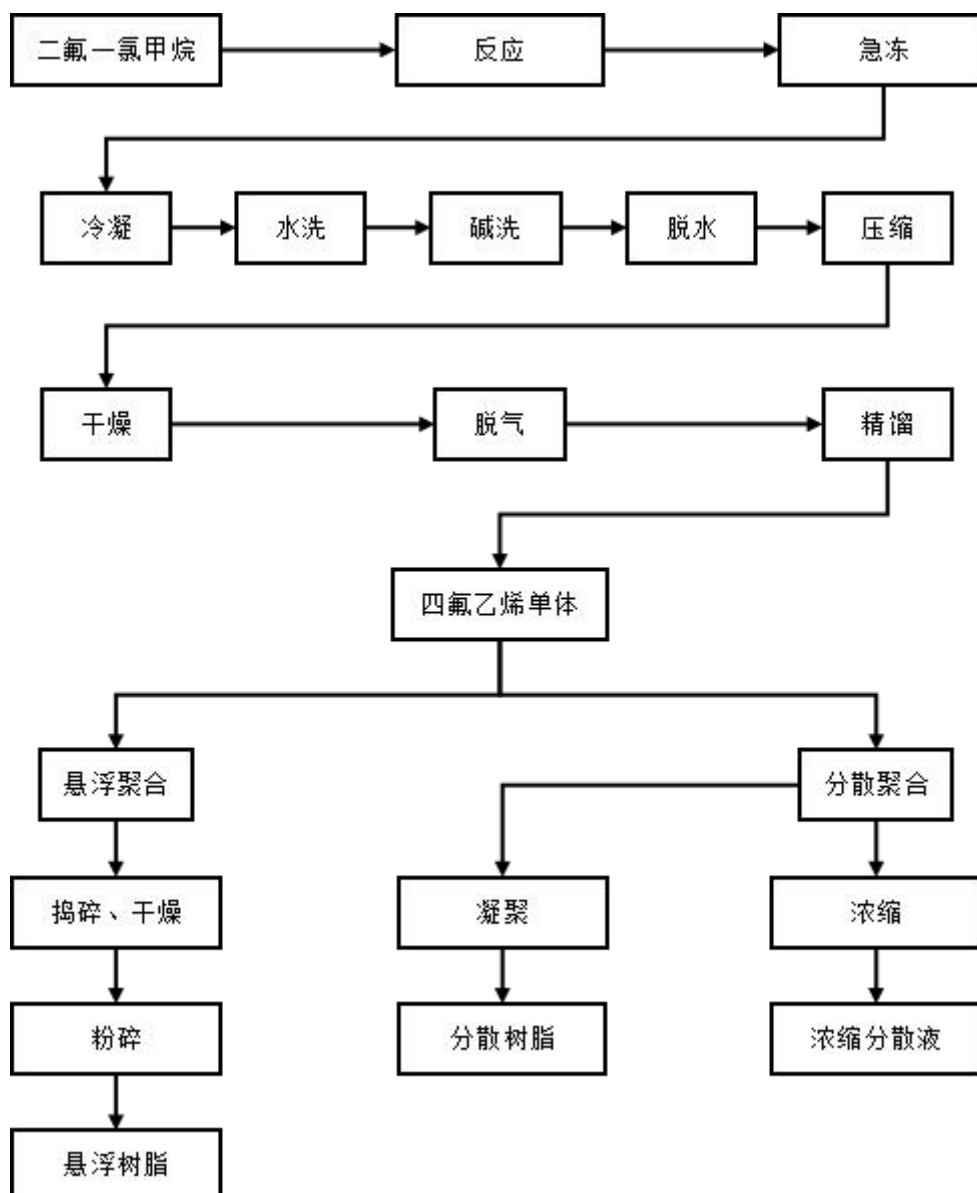 二氟一氯甲烷
反应
急冻
冷凝
水洗
碱洗
脱水
压缩
干燥
脱气
精馏
四氟乙烯单体
悬浮聚合
分散聚合
捣碎、干燥
凝聚
浓缩
粉碎
分散树脂
浓缩分散液
悬浮树脂